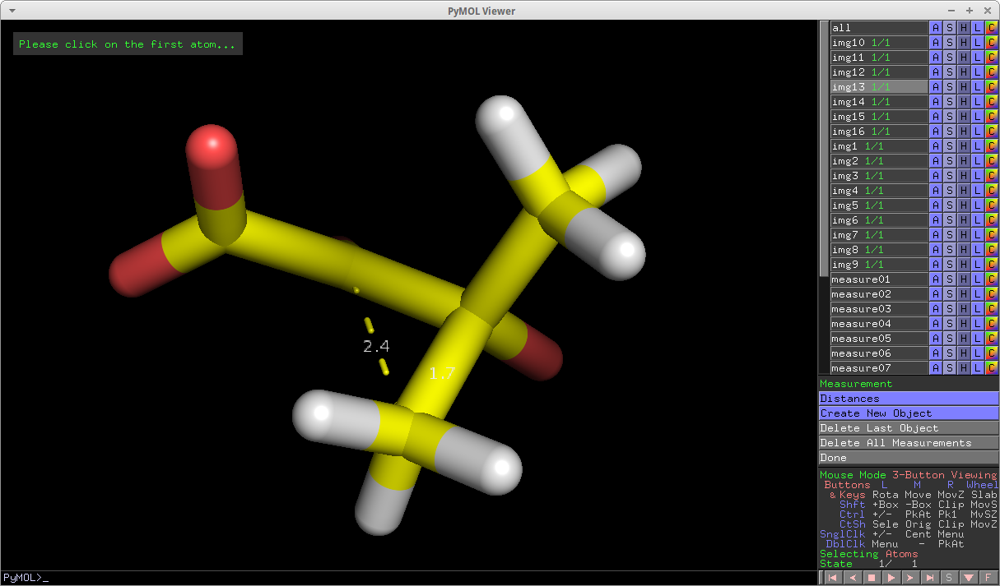 PyMOL Viewer
Please click on the first atom...
2.4
1.7
all A S H L C
img10 1/1 A S H L C
img11 1/1 A S H L C
img12 1/1 A S H L C
img13 1/1 A S H L C
img14 1/1 A S H L C
img15 1/1 A S H L C
img16 1/1 A S H L C
img1 1/1 A S H L C
img2 1/1 A S H L C
img3 1/1 A S H L C
img4 1/1 A S H L C
img5 1/1 A S H L C
img6 1/1 A S H L C
img7 1/1 A S H L C
img8 1/1 A S H L C
img9 1/1 A S H L C
measure01 A S H L C
measure02 A S H L C
measure03 A S H L C
measure04 A S H L C
measure05 A S H L C
measure06 A S H L C
measure07 A S H L C
Measurement
Distances
Create New Object
Delete Last Object
Delete All Measurements
Done
Mouse Mode 3-Button Viewing
Buttons L M R Wheel
& Keys Rota Move MovZ Slab
Shft +Box -Box Clip MovS
Ctrl +/- PkAt Pk1 MvSZ
CtSh Sele Orig Clip MovZ
SnglClk +/- Cent Menu
DblClk Menu - PkAt
Selecting Atoms
State 1/ 1
S F
PyMOL>_